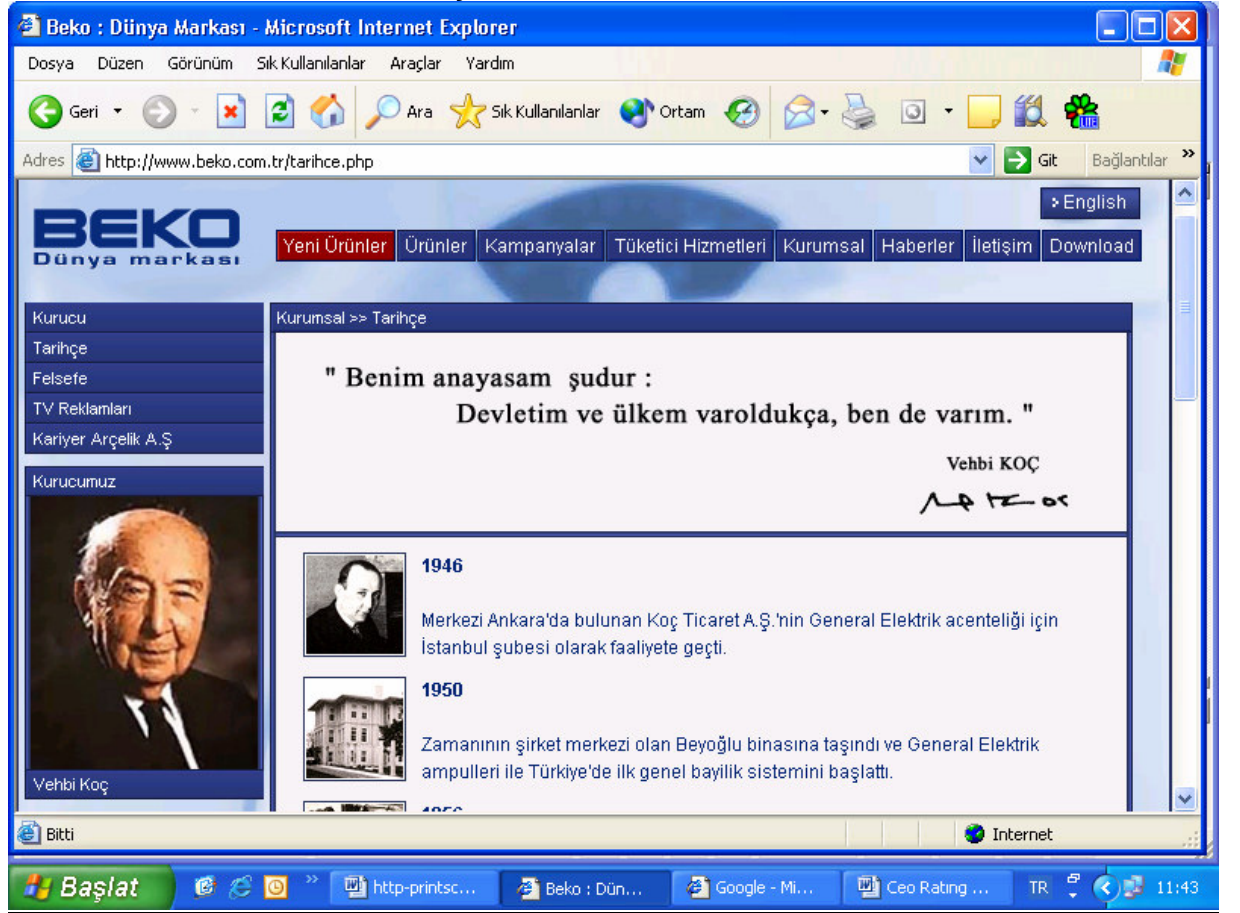 Beko : Dünya Markası - Microsoft Internet Explorer
Dosya Düzen Görünüm Sık Kullanılanlar Araçlar Yardım
Geri Ara Sık Kullanılanlar Ortam LITE
Adres http://www.beko.com.tr/tarihce.php Git Bağlantılar »
English
BEKO
Dünya markası
Yeni Ürünler Ürünler Kampanyalar Tüketici Hizmetleri Kurumsal Haberler İletişim Download
Kurucu
Tarihçe
Felsefe
TV Reklamları
Kariyer Arçelik A.Ş
Kurucumuz
Vehbi Koç
Kurumsal >> Tarihçe
" Benim anayasam şudur :
Devletim ve ülkem varoldukça, ben de varım. "
Vehbi KOÇ
1946
Merkezi Ankara'da bulunan Koç Ticaret A.Ş.'nin General Elektrik acenteliği için
İstanbul şubesi olarak faaliyete geçti.
1950
Zamanının şirket merkezi olan Beyoğlu binasına taşındı ve General Elektrik
ampulleri ile Türkiye'de ilk genel bayilik sistemini başlattı.
Bitti Internet
Başlat » http-printsc... Beko : Dün... Google - Mi... Ceo Rating ... TR 11:43